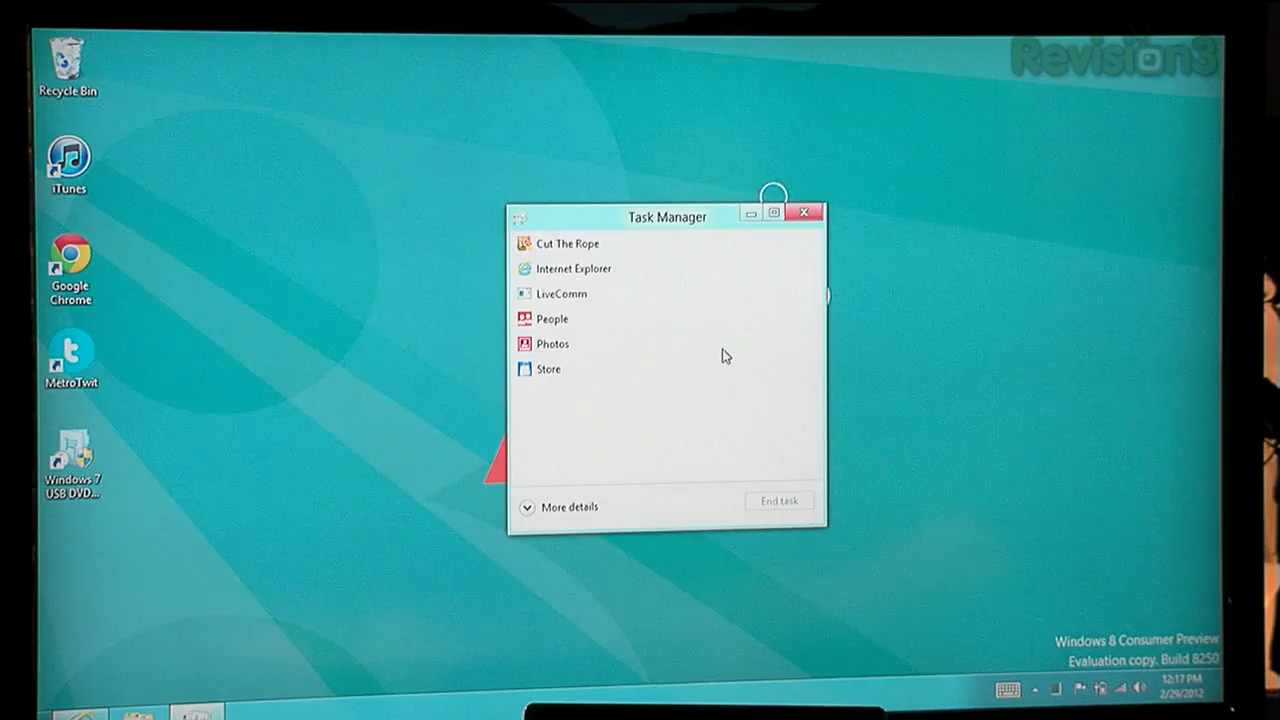 Revision3
Recycle Bin
iTunes
Google
Chrome
MetroTwit
Windows 7
USB DVD...
Task Manager
Cut The Rope
Internet Explorer
LiveComm
People
Photos
Store
More details
End task
Windows 8 Consumer Preview
Evaluation copy. Build 8250
12:17 PM
2/29/2012